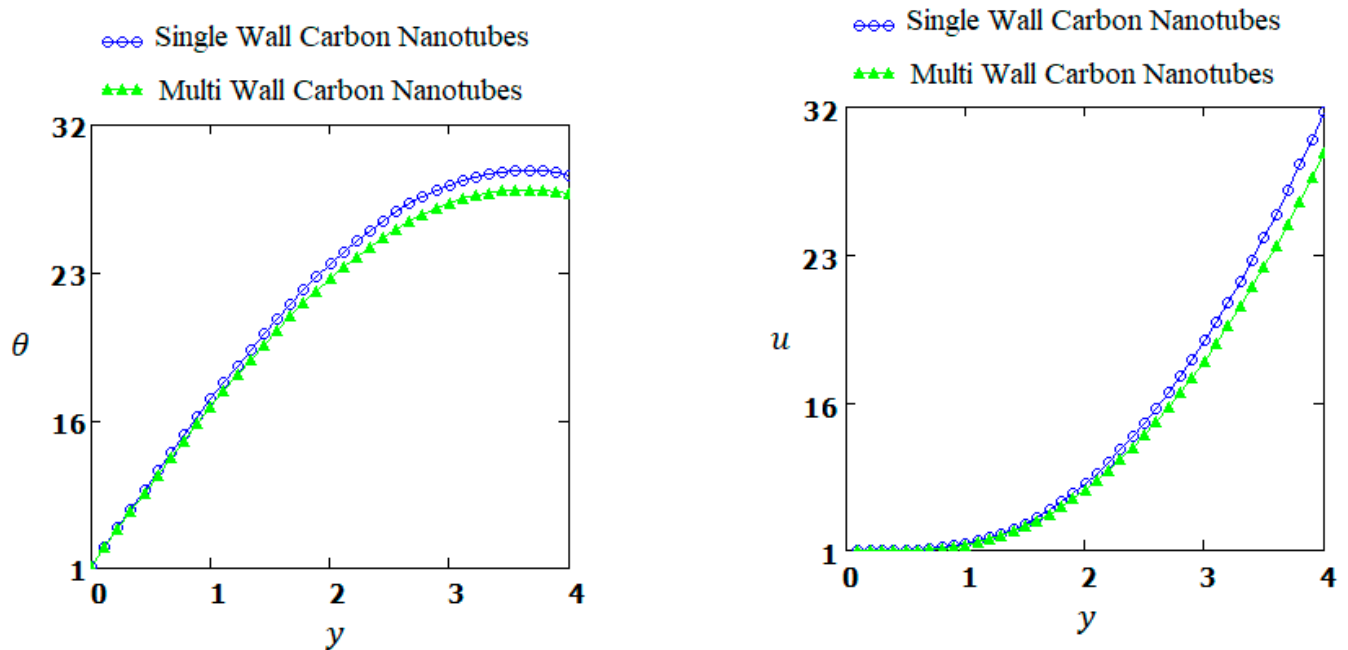 Single Wall Carbon Nanotubes
Multi Wall Carbon Nanotubes
32
23
θ
16
1
0 1 2 3 4
y
Single Wall Carbon Nanotubes
Multi Wall Carbon Nanotubes
32
23
u
16
1
0 1 2 3 4
y